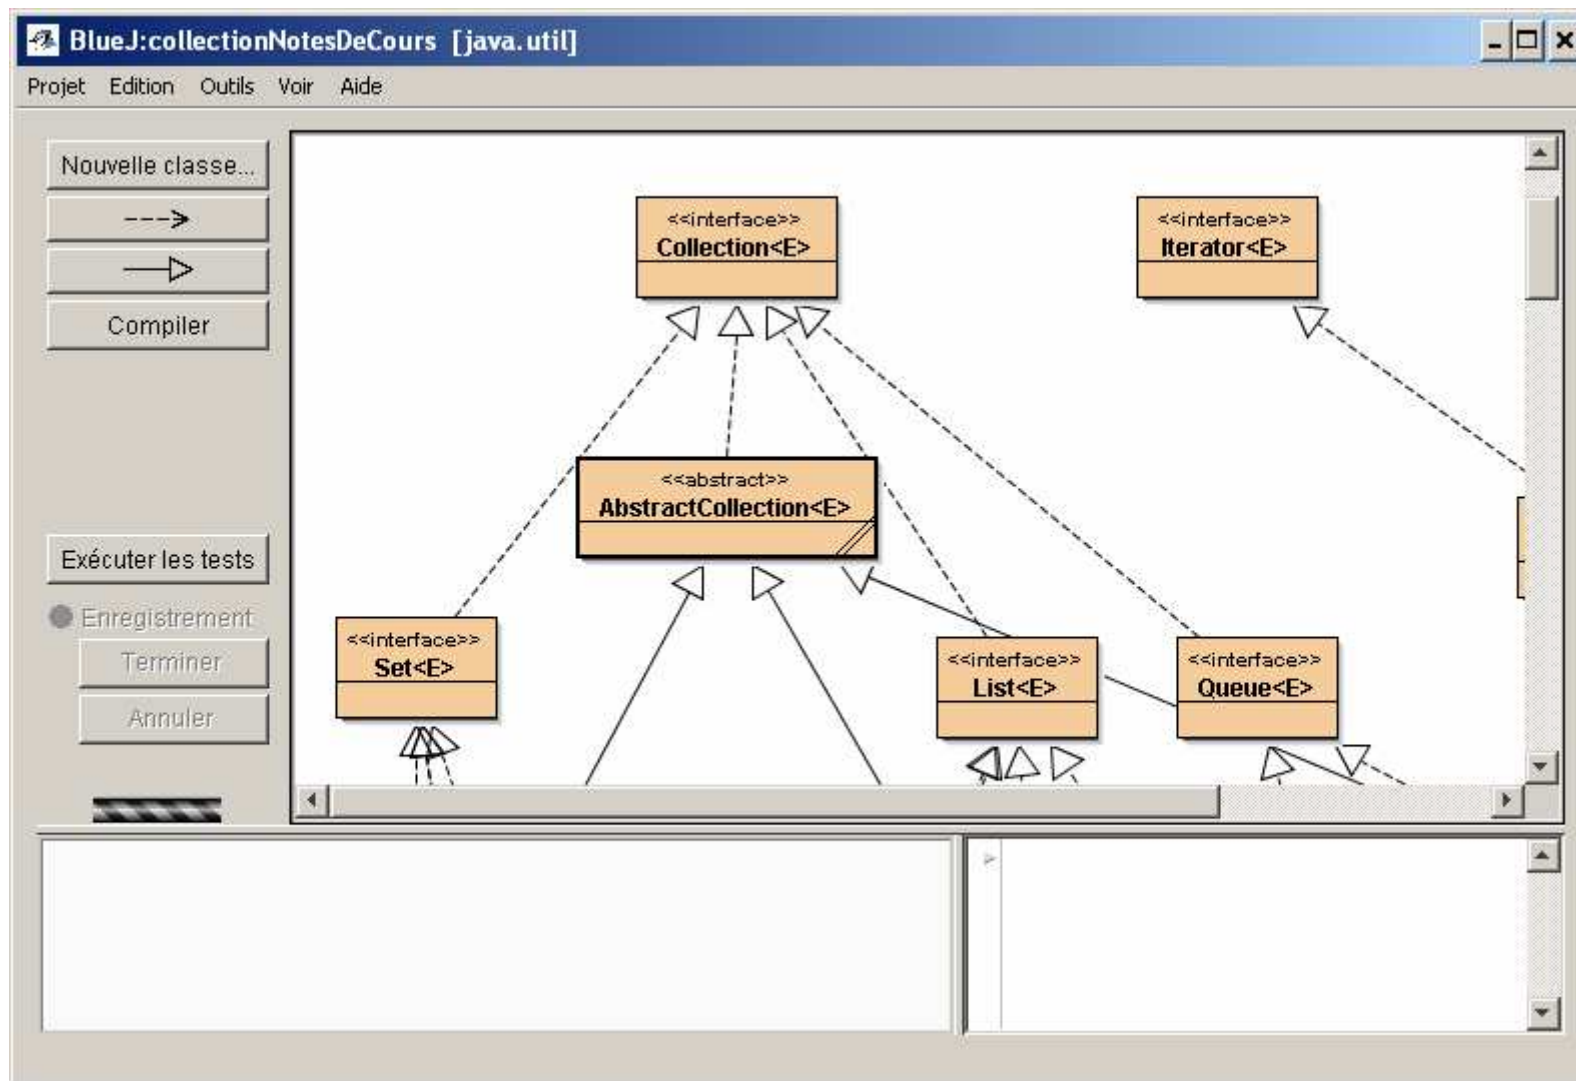 BlueJ:collectionNotesDeCours [java.util]
Projet Edition Outils Voir Aide
Nouvelle classe...
Compiler
Exécuter les tests
Enregistrement
Terminer
Annuler
<<interface>>
Collection<E>
<<interface>>
Iterator<E>
<<abstract>>
AbstractCollection<E>
<<interface>>
Set<E>
<<interface>>
List<E>
<<interface>>
Queue<E>